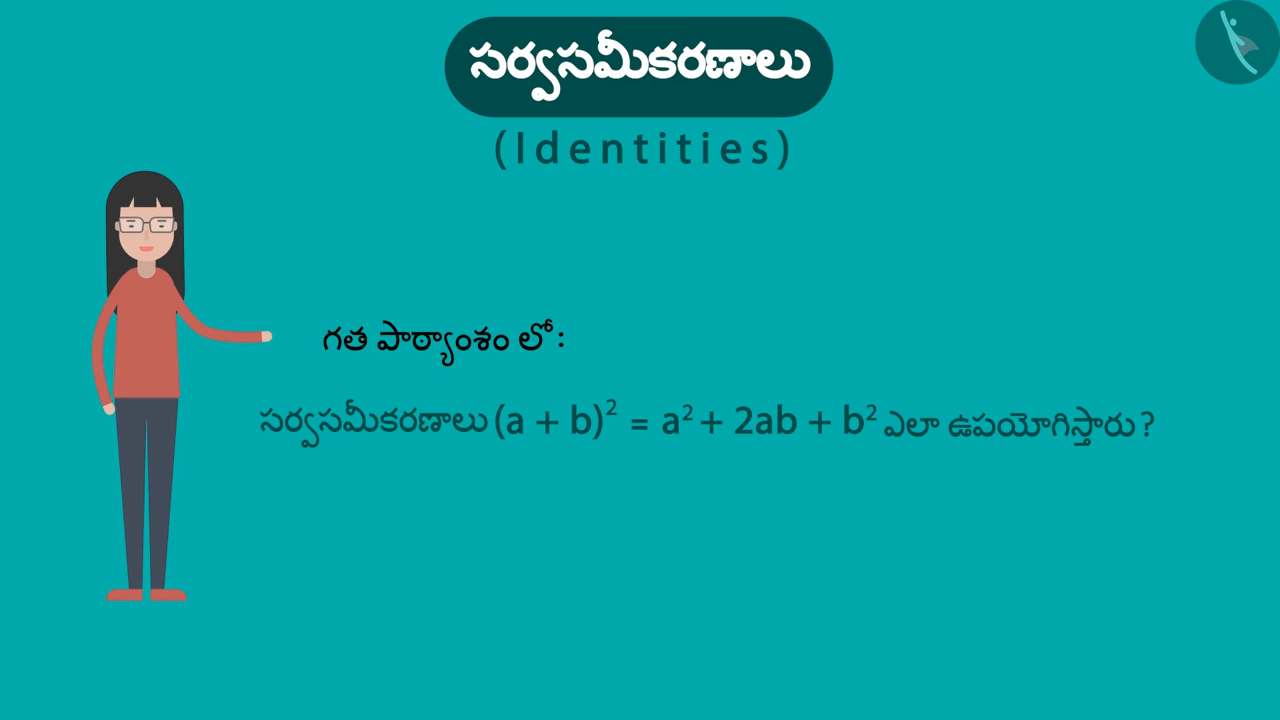 సర్వసమీకరణాలు
(Identities)
గత పాఠ్యాంశం లో:
సర్వసమీకరణాలు (a + b)² = a² + 2ab + b² ఎలా ఉపయోగిస్తారు?